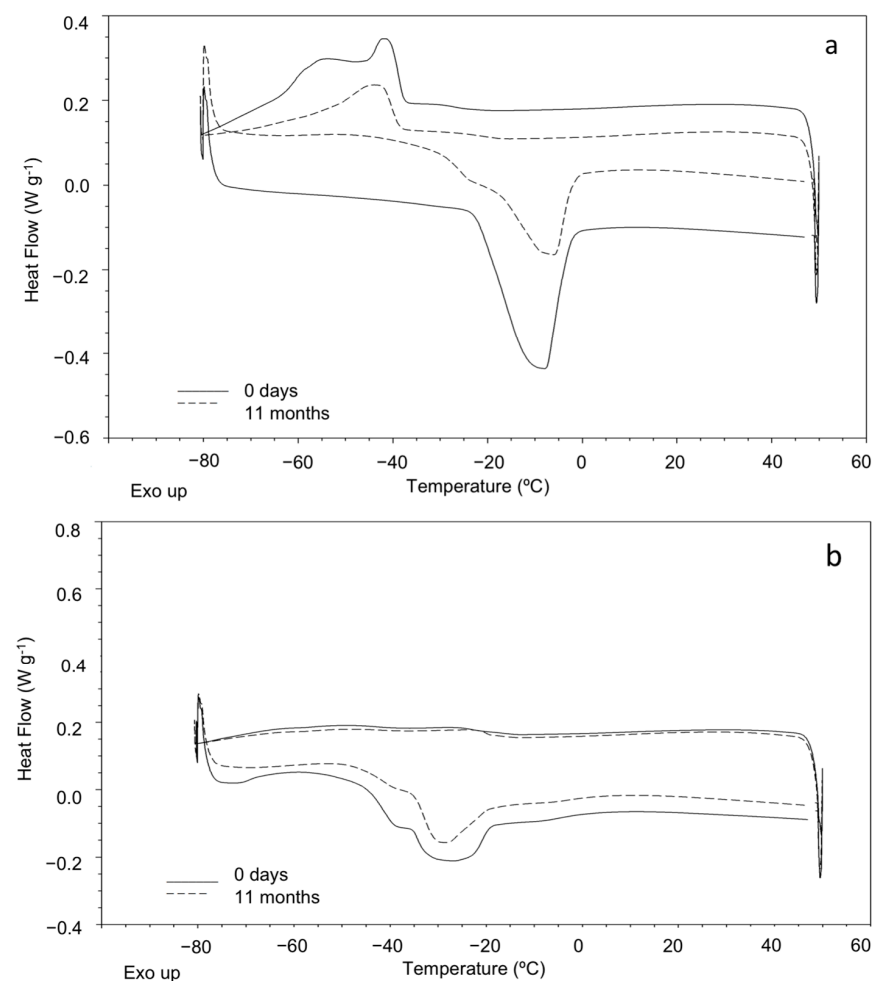 a
0.4
0.2
0.0
−0.2
−0.4
−0.6
Heat Flow (W g-1)
0 days
11 months
−80 −60 −40 −20 0 20 40 60
Exo up
Temperature (ºC)
b
0.8
0.6
0.4
0.2
0.0
−0.2
−0.4
Heat Flow (W g-1)
0 days
11 months
−80 −60 −40 −20 0 20 40 60
Exo up
Temperature (ºC)